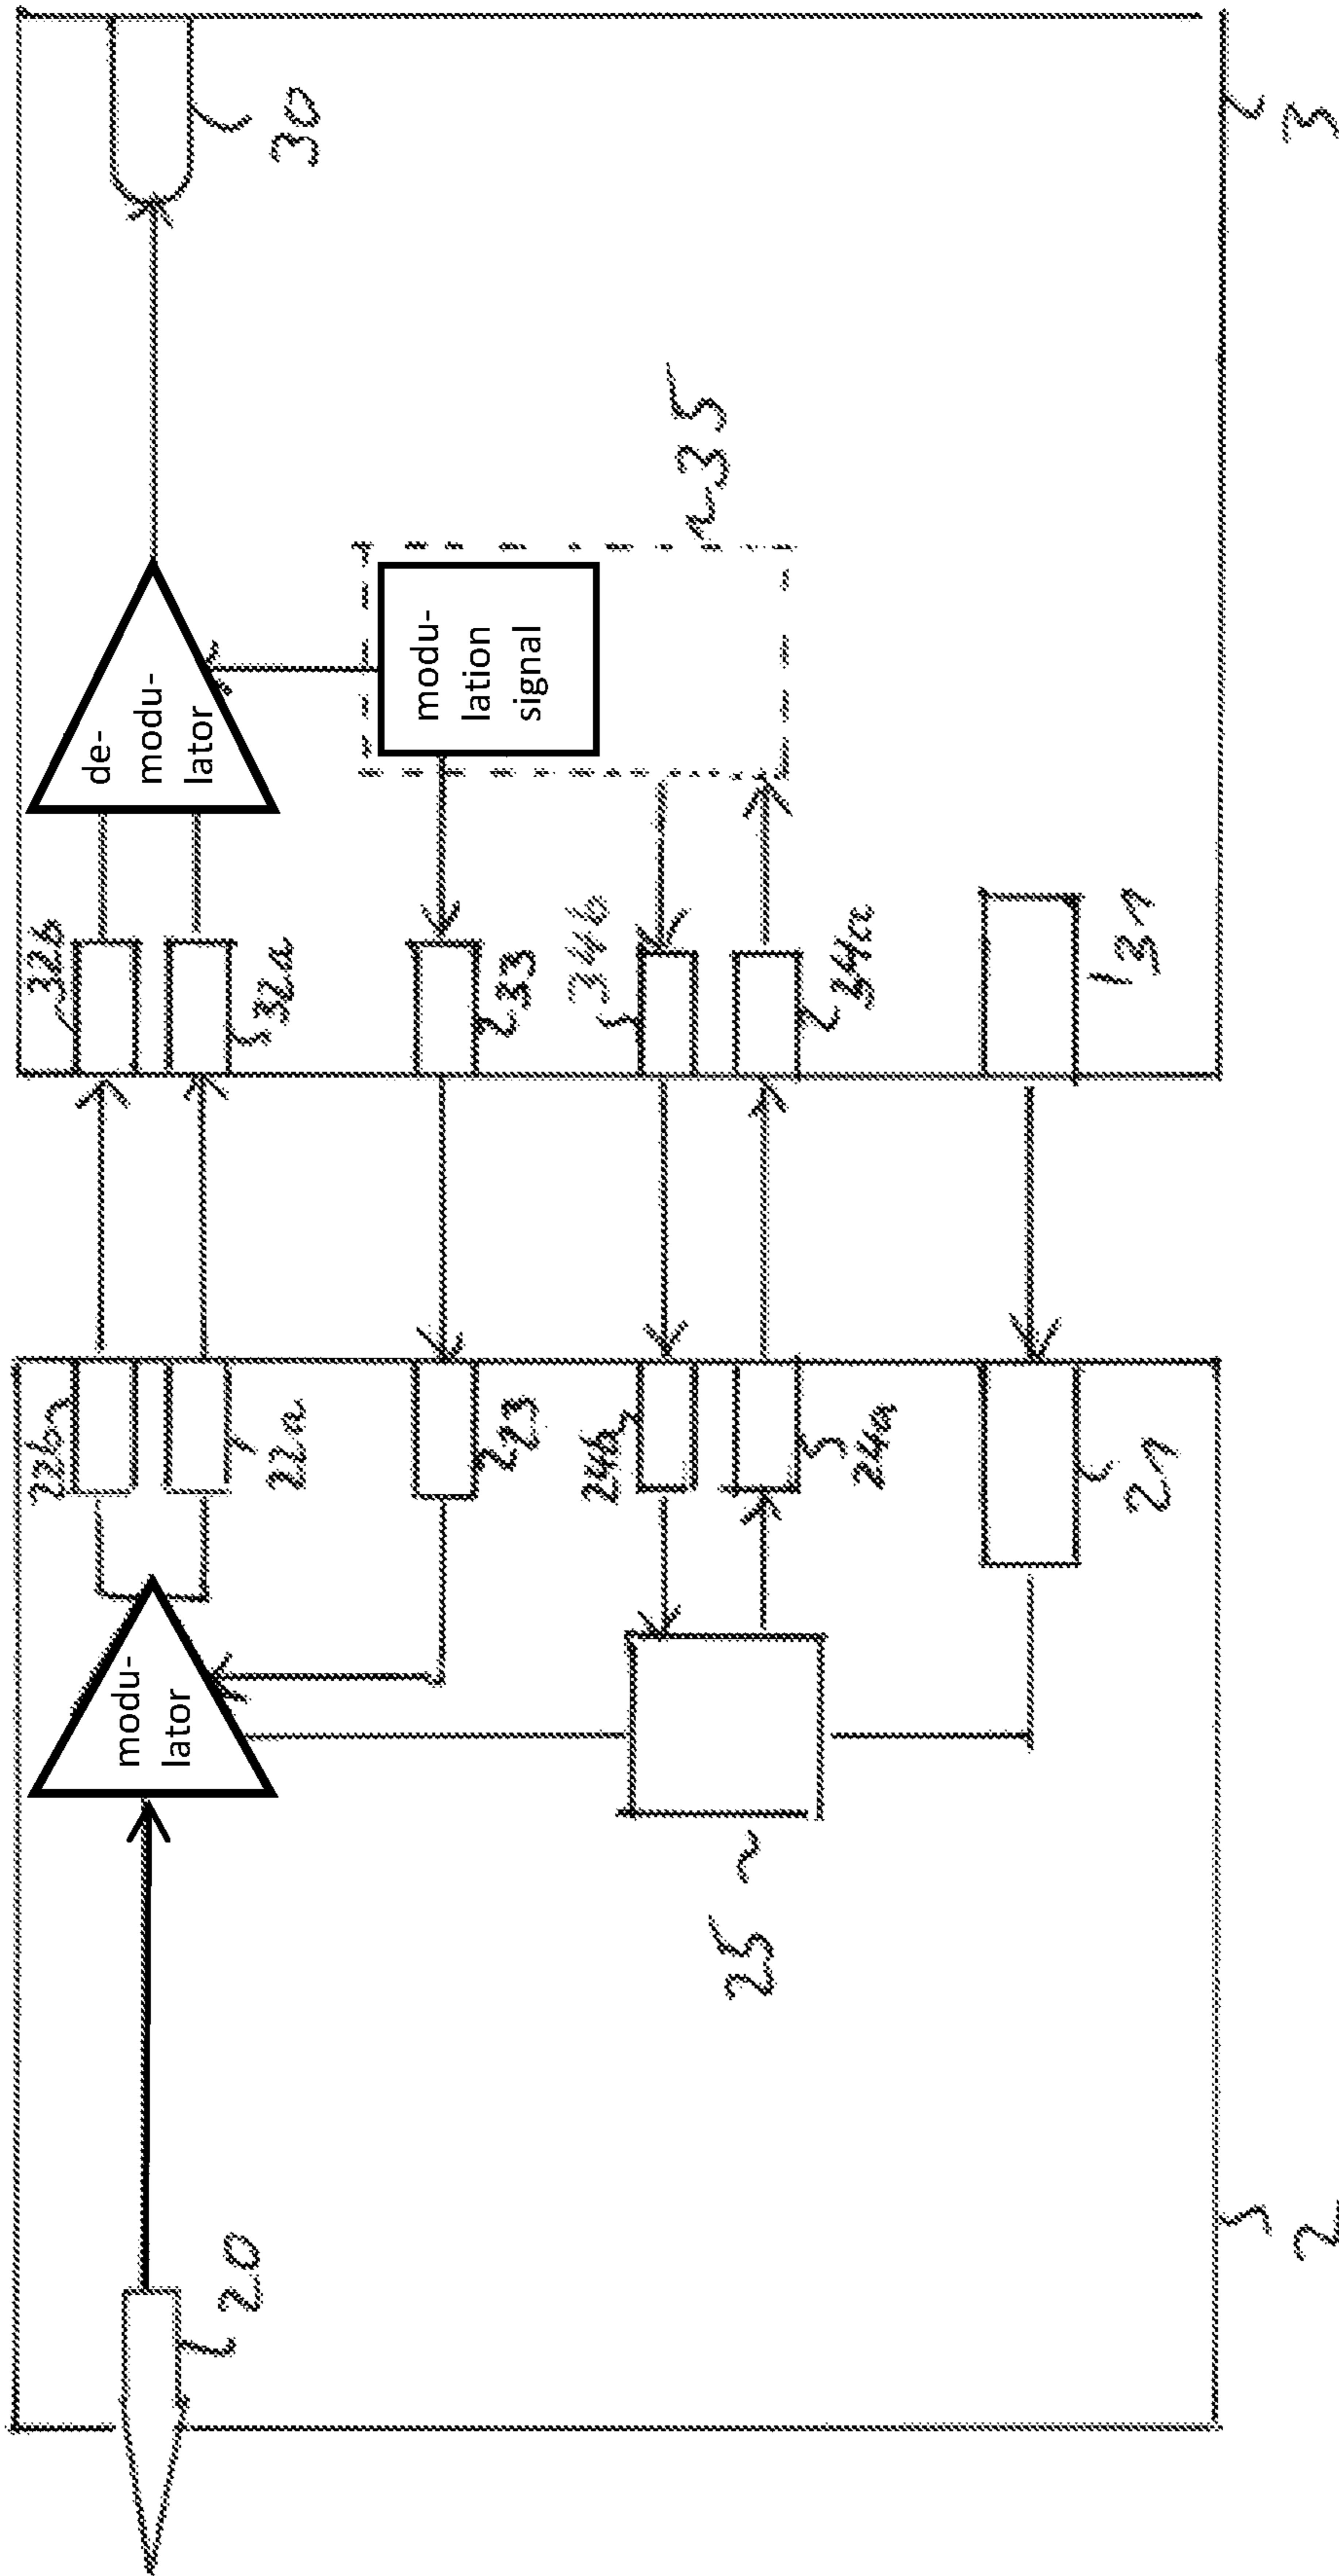 modu-
lator
de-
modu-
lator
modu-
lation
signal
20
22b
22a
223
24b
24a
21
25
2
32b
32a
33
34b
34a
31
35
30
3